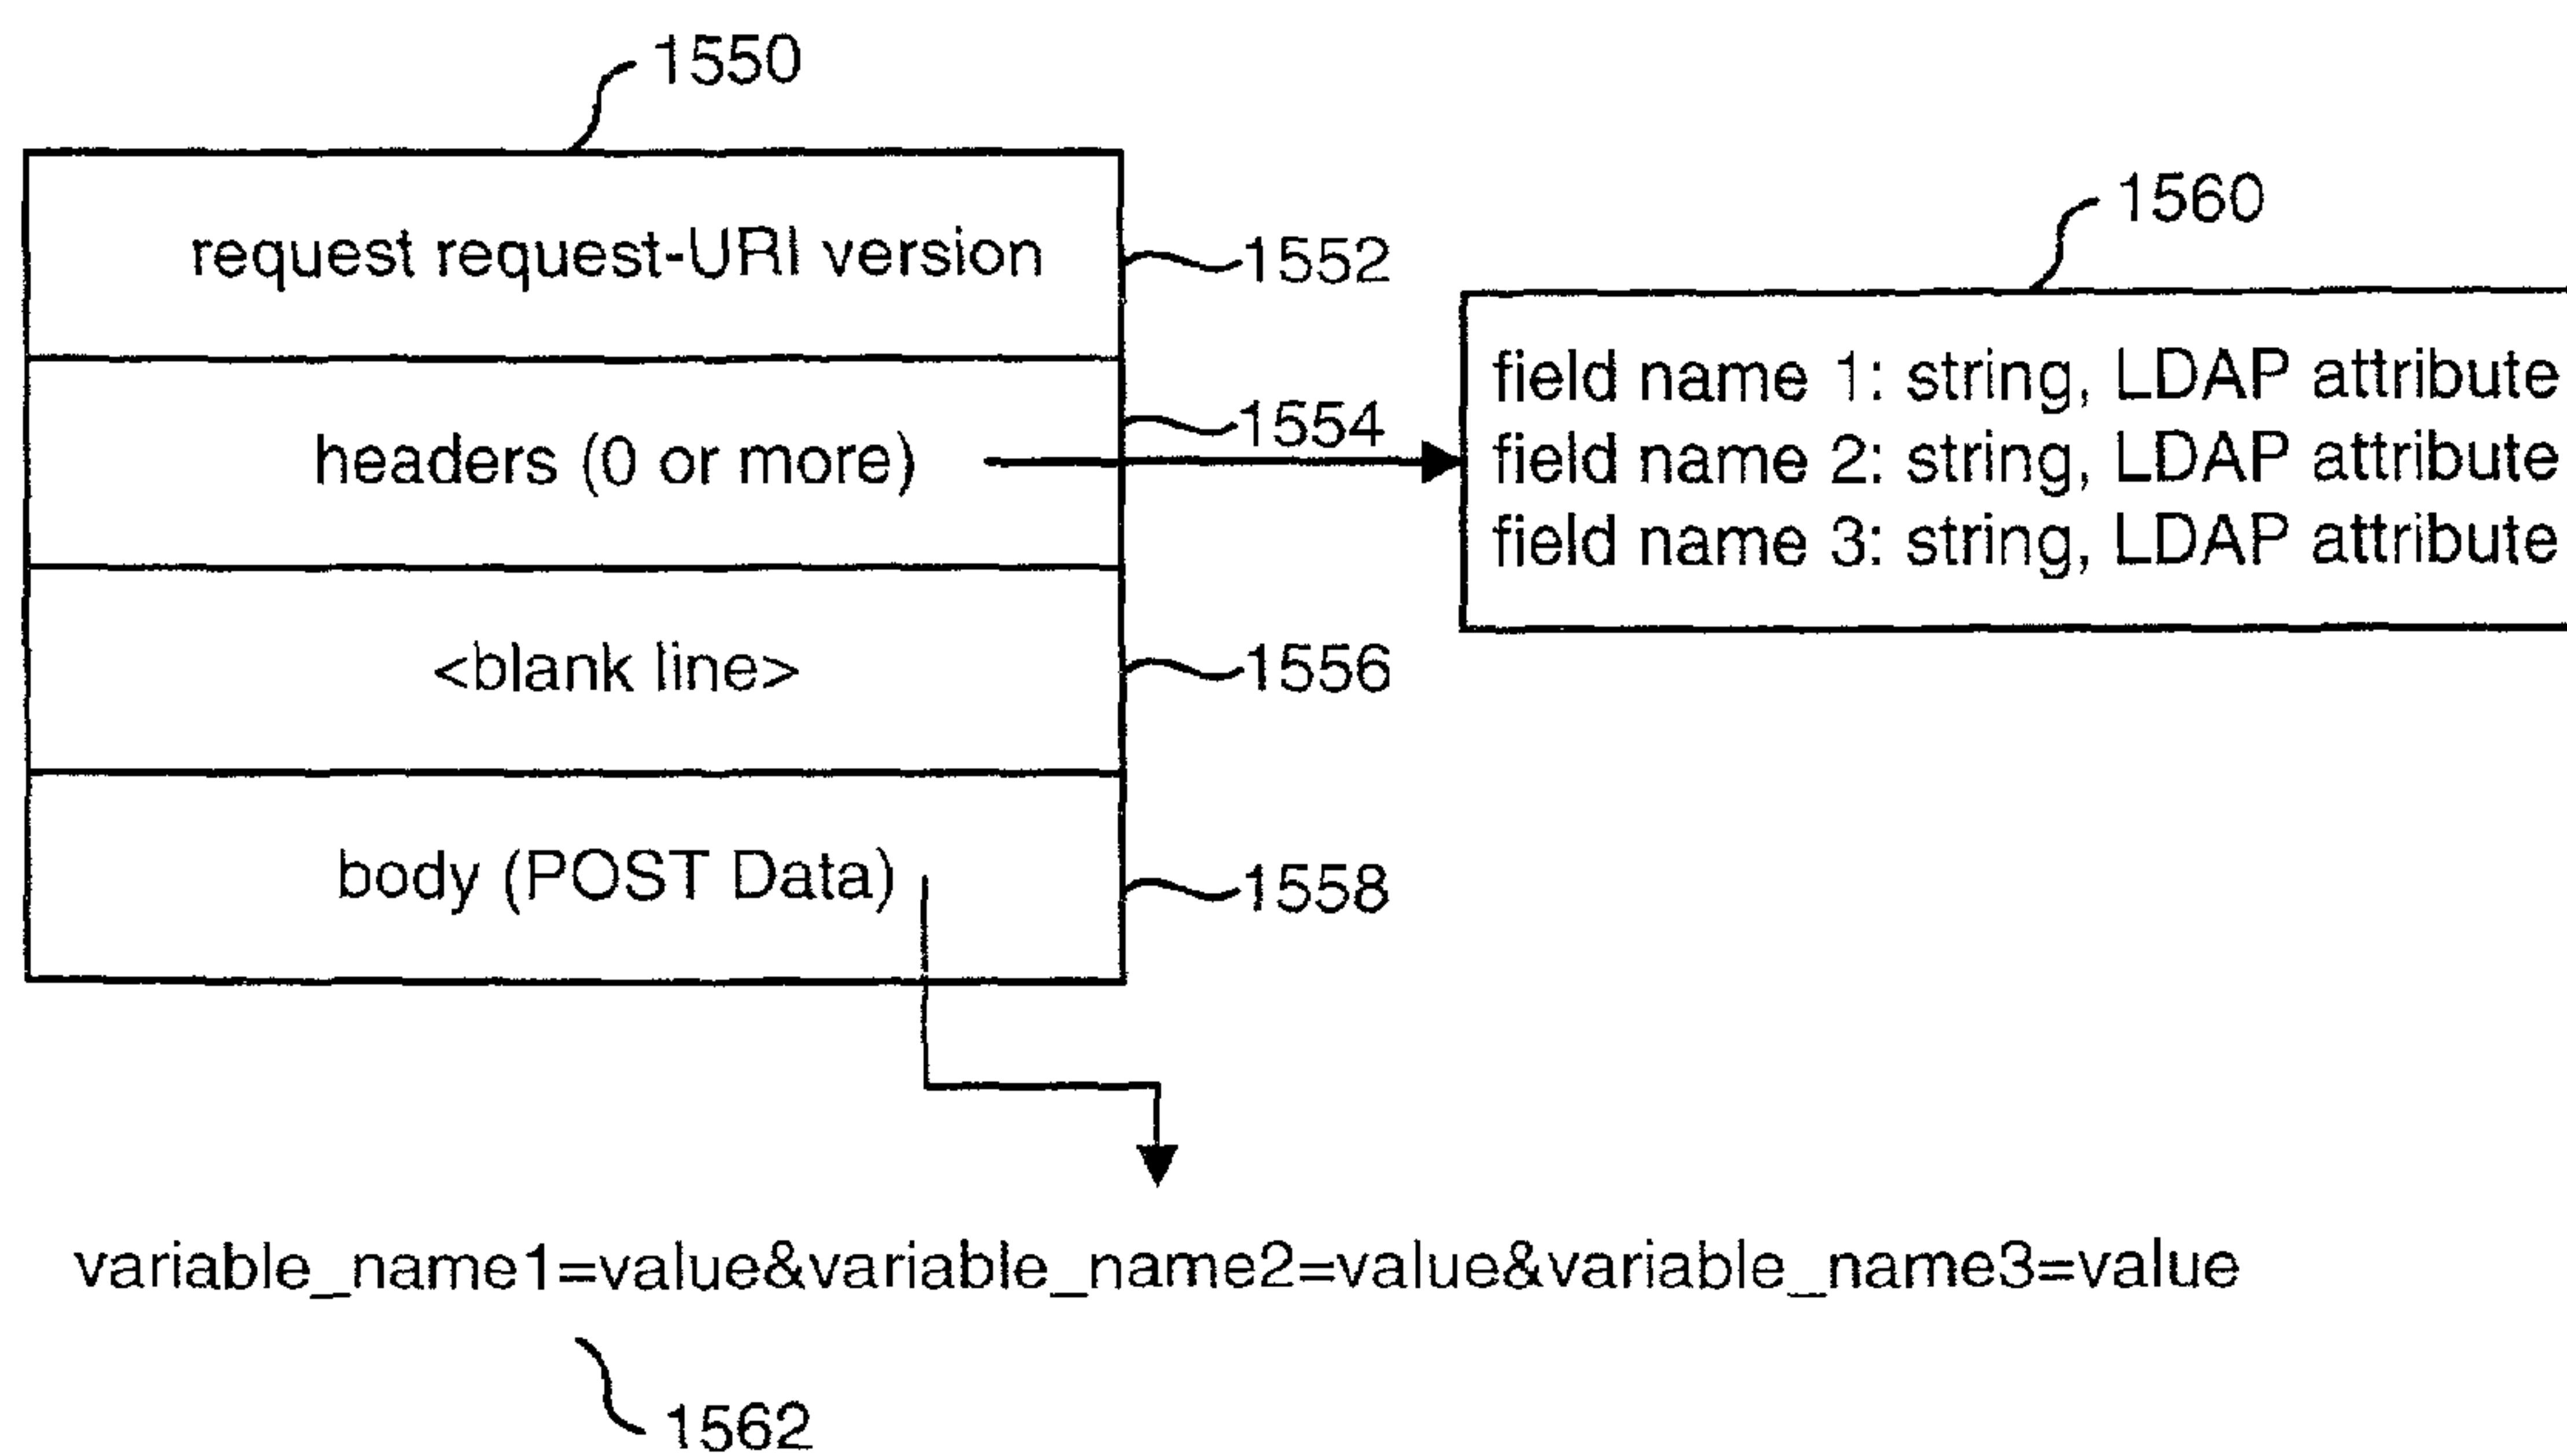 1550
1560
request request-URI version
1552
field name 1: string, LDAP attribute
headers (0 or more)
1554
field name 2: string, LDAP attribute
field name 3: string, LDAP attribute
<blank line>
1556
body (POST Data)
1558
variable_name1=value&variable_name2=value&variable_name3=value
1562